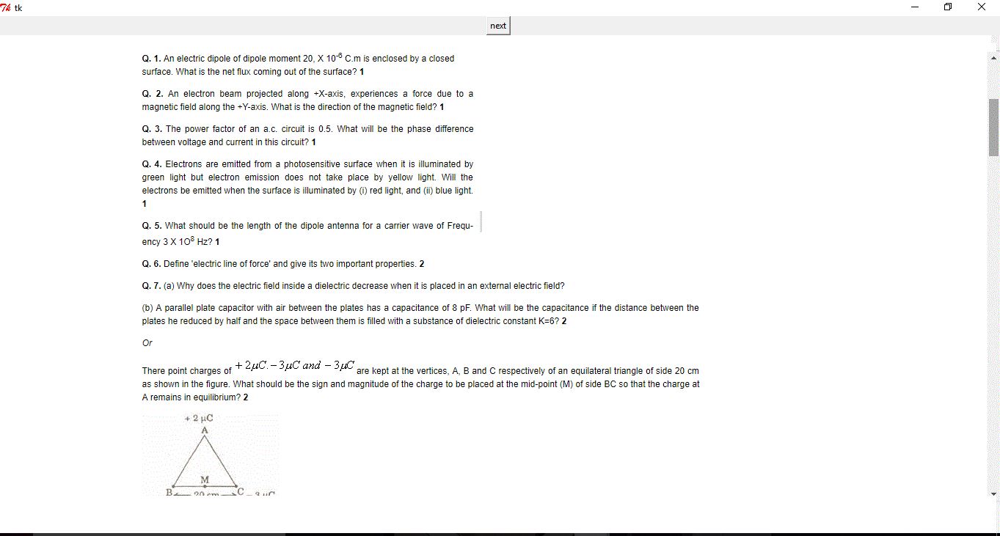 tk
next
Q. 1. An electric dipole of dipole moment 20, X 10-6 C.m is enclosed by a closed
surface. What is the net flux coming out of the surface? 1
Q. 2. An electron beam projected along +X-axis, experiences a force due to a
magnetic field along the +Y-axis. What is the direction of the magnetic field? 1
Q. 3. The power factor of an a.c. circuit is 0.5. What will be the phase difference
between voltage and current in this circuit? 1
Q. 4. Electrons are emitted from a photosensitive surface when it is illuminated by
green light but electron emission does not take place by yellow light. Will the
electrons be emitted when the surface is illuminated by (i) red light, and (ii) blue light.
1
Q. 5. What should be the length of the dipole antenna for a carrier wave of Frequ-
ency 3 X 108 Hz? 1
Q. 6. Define 'electric line of force' and give its two important properties. 2
Q. 7. (a) Why does the electric field inside a dielectric decrease when it is placed in an external electric field?
(b) A parallel plate capacitor with air between the plates has a capacitance of 8 pF. What will be the capacitance if the distance between the
plates he reduced by half and the space between them is filled with a substance of dielectric constant K=6? 2
Or
There point charges of +2μC.−3μC and −3μC are kept at the vertices, A, B and C respectively of an equilateral triangle of side 20 cm
as shown in the figure. What should be the sign and magnitude of the charge to be placed at the mid-point (M) of side BC so that the charge at
A remains in equilibrium? 2
+ 2 μC
A
M
B 20 cm C – 3 μC